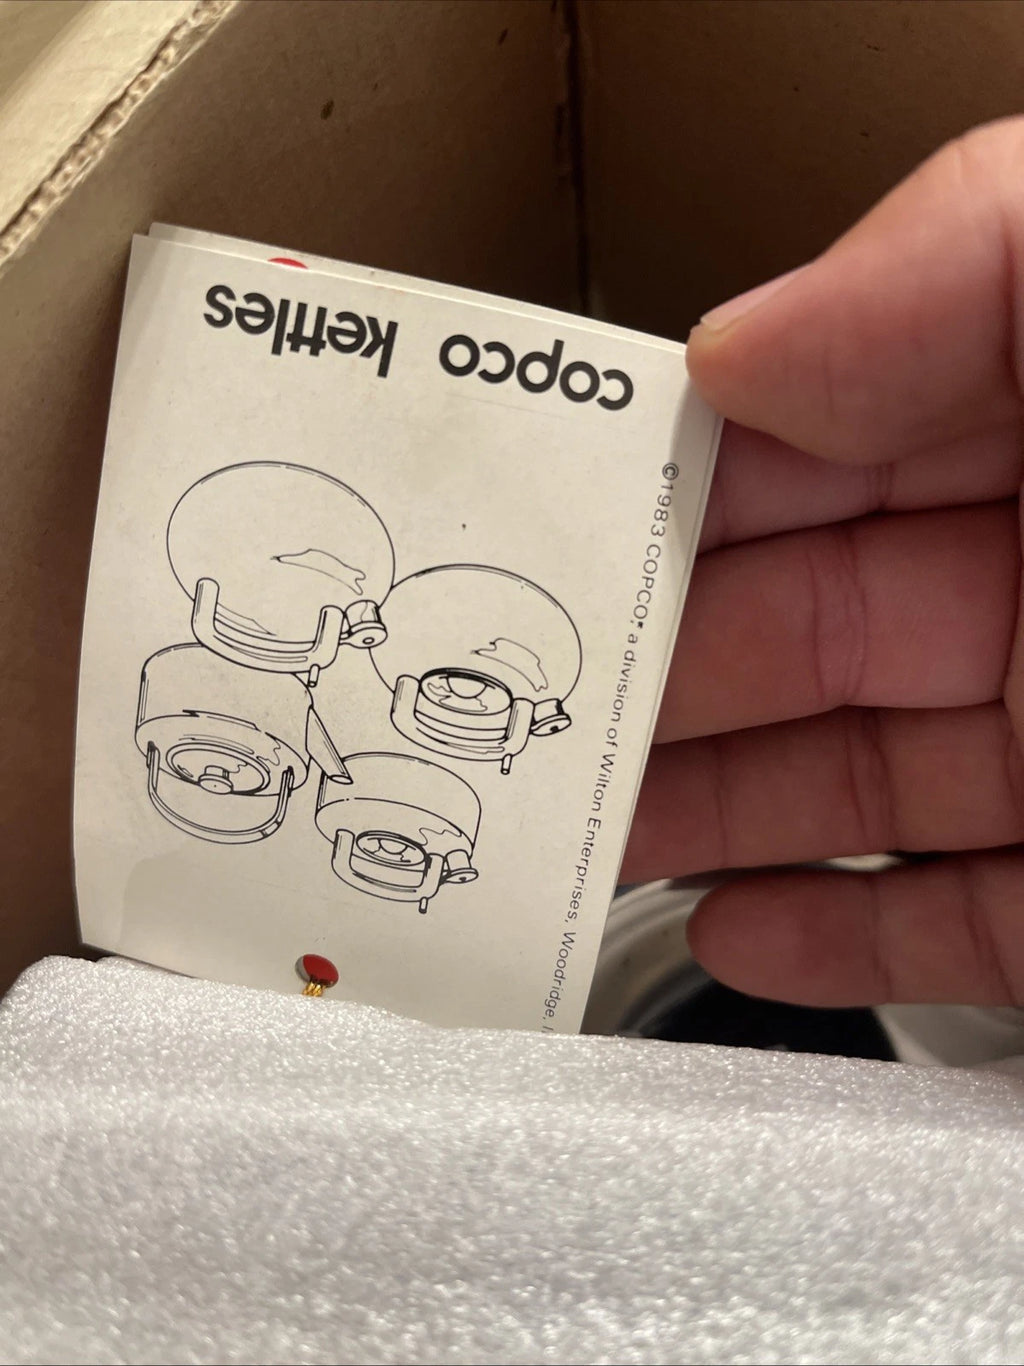 copco kettles
©1983 COPCO, a division of Wilton Enterprises, Woodridge,